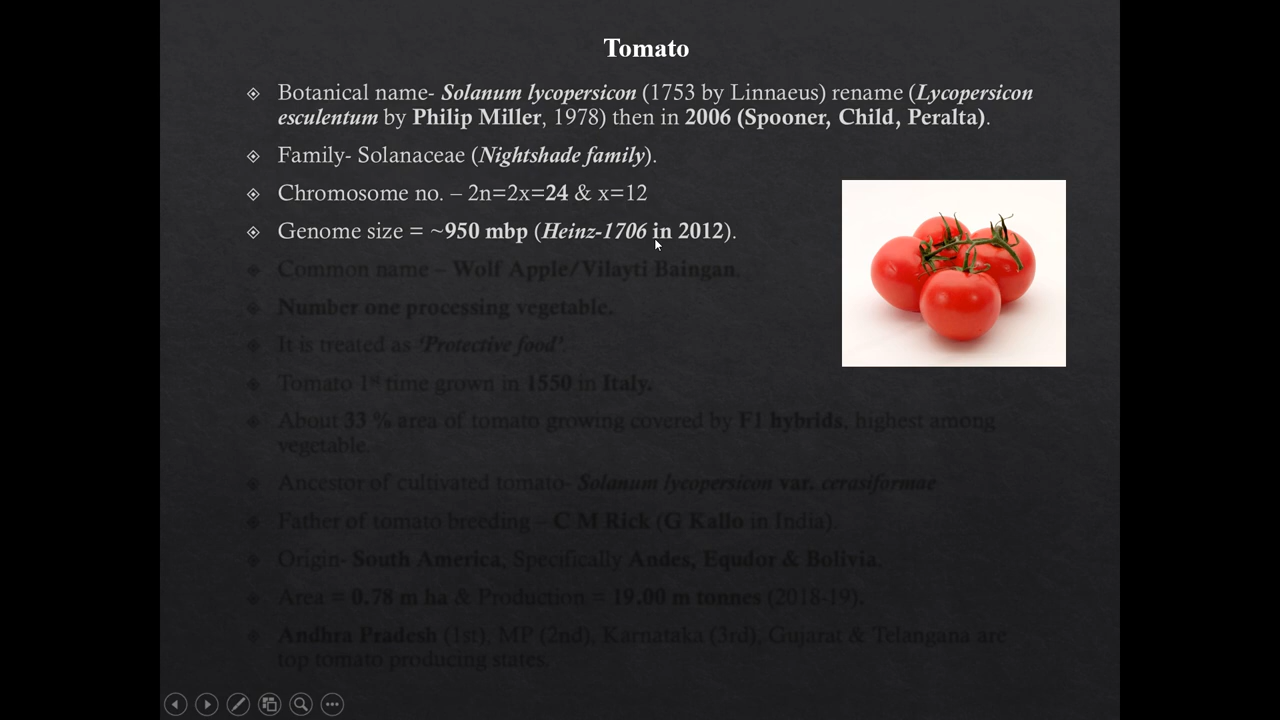 Tomato
Botanical name- Solanum lycopersicon (1753 by Linnaeus) rename (Lycopersicon
esculentum by Philip Miller, 1978) then in 2006 (Spooner, Child, Peralta).
Family- Solanaceae (Nightshade family).
Chromosome no. – 2n=2x=24 & x=12
Genome size = ~950 mbp (Heinz-1706 in 2012).
Common name – Wolf Apple/Vilayti Baingan.
Number one processing vegetable.
It is treated as 'Protective food'.
Tomato 1st time grown in 1550 in Italy.
About 33 % area of tomato growing covered by F1 hybrids, highest among
vegetable.
Ancestor of cultivated tomato- Solanum lycopersicon var. cerasiformae
Father of tomato breeding – C M Rick (G Kallo in India).
Origin- South America, Specifically Andes, Equdor & Bolivia.
Area = 0.78 m ha & Production = 19.00 m tonnes (2018-19).
Andhra Pradesh (1st), MP (2nd), Karnataka (3rd), Gujarat & Telangana are
top tomato producing states.